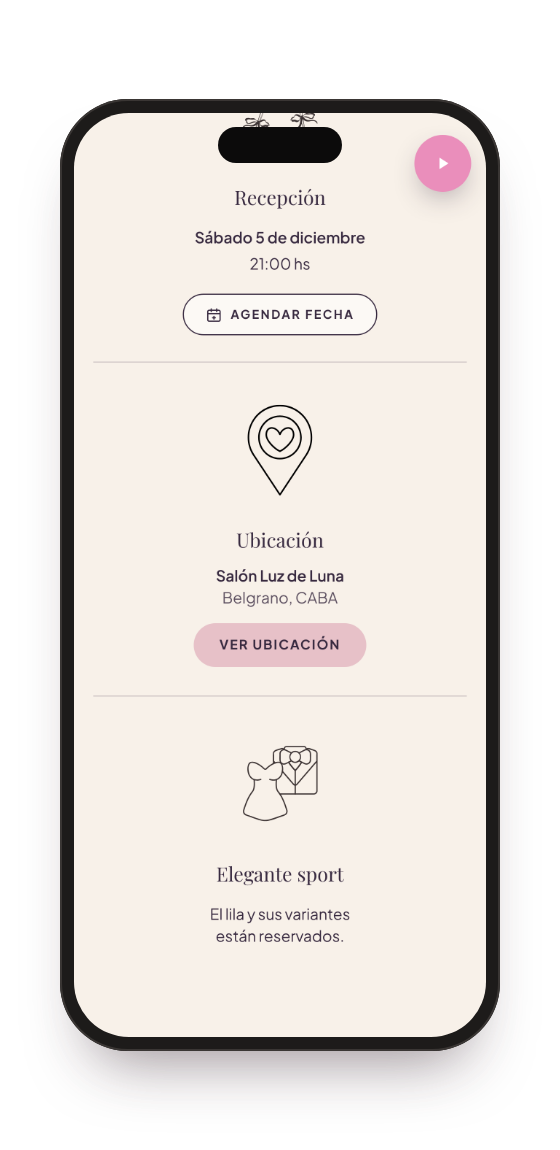 Recepción
Sábado 5 de diciembre
21:00 hs
AGENDAR FECHA
Ubicación
Salón Luz de Luna
Belgrano, CABA
VER UBICACIÓN
Elegante sport
El lila y sus variantes
están reservados.